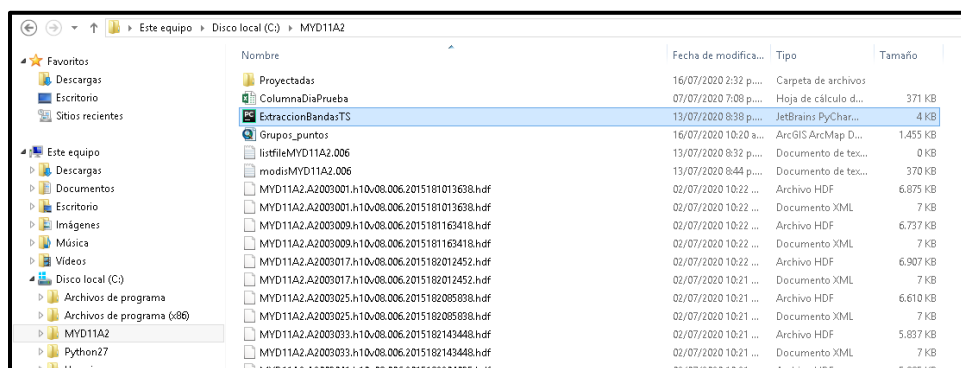 Este equipo Disco local (C:) MYD11A2
Favoritos
Descargas
Escritorio
Sitios recientes
Este equipo
Descargas
Documentos
Escritorio
Imágenes
Música
Vídeos
Disco local (C:)
Archivos de programa
Archivos de programa (x86)
MYD11A2
Python27
Nombre Fecha de modifica... Tipo Tamaño
Proyectadas 16/07/2020 2:32 p.... Carpeta de archivos
ColumnaDiaPrueba 07/07/2020 7:08 p.... Hoja de cálculo d... 371 KB
ExtraccionBandasTS 13/07/2020 8:38 p.... JetBrains PyChar... 4 KB
Grupos_puntos 16/07/2020 10:20 a... ArcGIS ArcMap D... 1.455 KB
listfileMYD11A2.006 13/07/2020 8:32 p.... Documento de tex... 0 KB
modisMYD11A2.006 13/07/2020 8:44 p.... Documento de tex... 370 KB
MYD11A2.A2003001.h10v08.006.2015181013638.hdf 02/07/2020 10:22 ... Archivo HDF 6.875 KB
MYD11A2.A2003001.h10v08.006.2015181013638.hdf 02/07/2020 10:22 ... Documento XML 7 KB
MYD11A2.A2003009.h10v08.006.2015181163418.hdf 02/07/2020 10:22 ... Archivo HDF 6.737 KB
MYD11A2.A2003009.h10v08.006.2015181163418.hdf 02/07/2020 10:22 ... Documento XML 7 KB
MYD11A2.A2003017.h10v08.006.2015182012452.hdf 02/07/2020 10:22 ... Archivo HDF 6.907 KB
MYD11A2.A2003017.h10v08.006.2015182012452.hdf 02/07/2020 10:21 ... Documento XML 7 KB
MYD11A2.A2003025.h10v08.006.2015182085838.hdf 02/07/2020 10:21 ... Archivo HDF 6.610 KB
MYD11A2.A2003025.h10v08.006.2015182085838.hdf 02/07/2020 10:21 ... Documento XML 7 KB
MYD11A2.A2003033.h10v08.006.2015182143448.hdf 02/07/2020 10:21 ... Archivo HDF 5.837 KB
MYD11A2.A2003033.h10v08.006.2015182143448.hdf 02/07/2020 10:21 ... Documento XML 7 KB